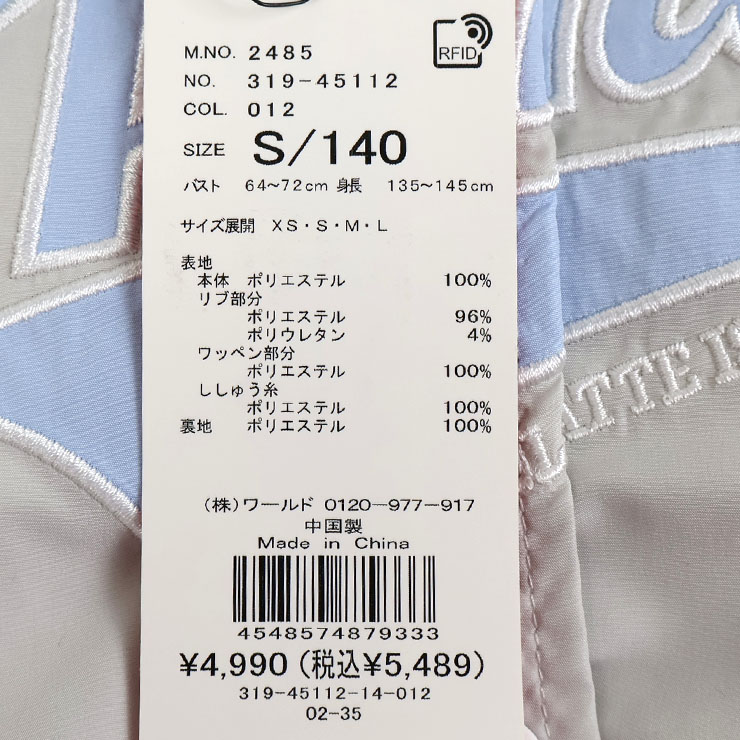 M.NO. 2485
RFID
NO. 319-45112
COL. 012
SIZE S/140
バスト 64~72cm 身長 135~145cm
サイズ展開 XS・S・M・L
表地
本体 ポリエステル 100%
リブ部分
ポリエステル 96%
ポリウレタン 4%
ワッペン部分
ポリエステル 100%
ししゅう糸
ポリエステル 100%
裏地 ポリエステル 100%
(株)ワールド 0120-977-917
中国製
Made in China
4548574879333
¥4,990(税込¥5,489)
319-45112-14-012
02-35
LATTE